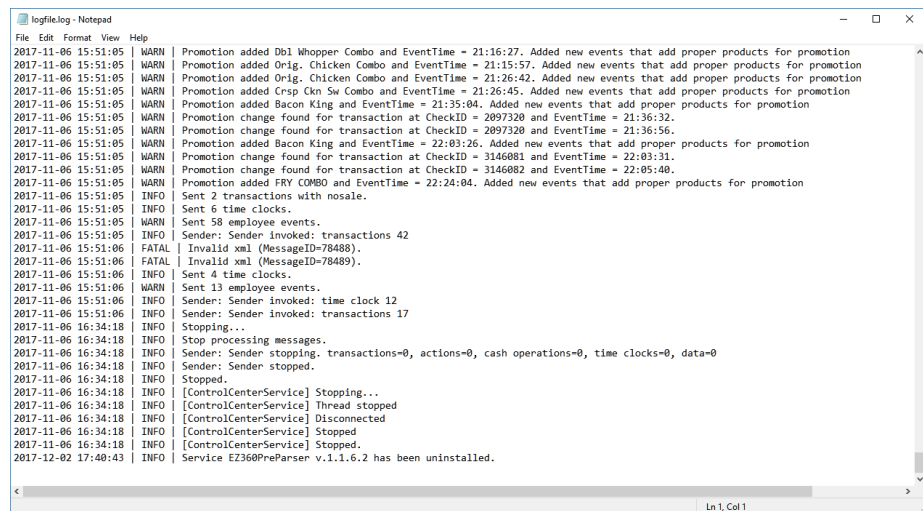 logfile.log - Notepad
File Edit Format View Help
2017-11-06 15:51:05 | WARN | Promotion added Dbl Whopper Combo and EventTime = 21:16:27. Added new events that add proper products for promotion
2017-11-06 15:51:05 | WARN | Promotion added Orig. Chicken Combo and EventTime = 21:15:57. Added new events that add proper products for promotion
2017-11-06 15:51:05 | WARN | Promotion added Orig. Chicken Combo and EventTime = 21:26:42. Added new events that add proper products for promotion
2017-11-06 15:51:05 | WARN | Promotion added Crsp Ckn Sw Combo and EventTime = 21:26:45. Added new events that add proper products for promotion
2017-11-06 15:51:05 | WARN | Promotion added Bacon King and EventTime = 21:35:04. Added new events that add proper products for promotion
2017-11-06 15:51:05 | WARN | Promotion change found for transaction at CheckID = 2097320 and EventTime = 21:36:32.
2017-11-06 15:51:05 | WARN | Promotion change found for transaction at CheckID = 2097320 and EventTime = 21:36:56.
2017-11-06 15:51:05 | WARN | Promotion added Bacon King and EventTime = 22:03:26. Added new events that add proper products for promotion
2017-11-06 15:51:05 | WARN | Promotion change found for transaction at CheckID = 3146081 and EventTime = 22:03:31.
2017-11-06 15:51:05 | WARN | Promotion change found for transaction at CheckID = 3146082 and EventTime = 22:05:40.
2017-11-06 15:51:05 | WARN | Promotion added FRY COMBO and EventTime = 22:24:04. Added new events that add proper products for promotion
2017-11-06 15:51:05 | INFO | Sent 2 transactions with nosale.
2017-11-06 15:51:05 | INFO | Sent 6 time clocks.
2017-11-06 15:51:05 | WARN | Sent 58 employee events.
2017-11-06 15:51:05 | INFO | Sender: Sender invoked: transactions 42
2017-11-06 15:51:06 | FATAL | Invalid xml (MessageID=78488).
2017-11-06 15:51:06 | FATAL | Invalid xml (MessageID=78489).
2017-11-06 15:51:06 | INFO | Sent 4 time clocks.
2017-11-06 15:51:06 | WARN | Sent 13 employee events.
2017-11-06 15:51:06 | INFO | Sender: Sender invoked: time clock 12
2017-11-06 15:51:06 | INFO | Sender: Sender invoked: transactions 17
2017-11-06 16:34:18 | INFO | Stopping...
2017-11-06 16:34:18 | INFO | Stop processing messages.
2017-11-06 16:34:18 | INFO | Sender: Sender stopping. transactions=0, actions=0, cash operations=0, time clocks=0, data=0
2017-11-06 16:34:18 | INFO | Sender: Sender stopped.
2017-11-06 16:34:18 | INFO | Stopped.
2017-11-06 16:34:18 | INFO | [ControlCenterService] Stopping...
2017-11-06 16:34:18 | INFO | [ControlCenterService] Thread stopped
2017-11-06 16:34:18 | INFO | [ControlCenterService] Disconnected
2017-11-06 16:34:18 | INFO | [ControlCenterService] Stopped
2017-11-06 16:34:18 | INFO | [ControlCenterService] Stopped.
2017-12-02 17:40:43 | INFO | Service EZ360PreParser v.1.1.6.2 has been uninstalled.
Ln 1, Col 1